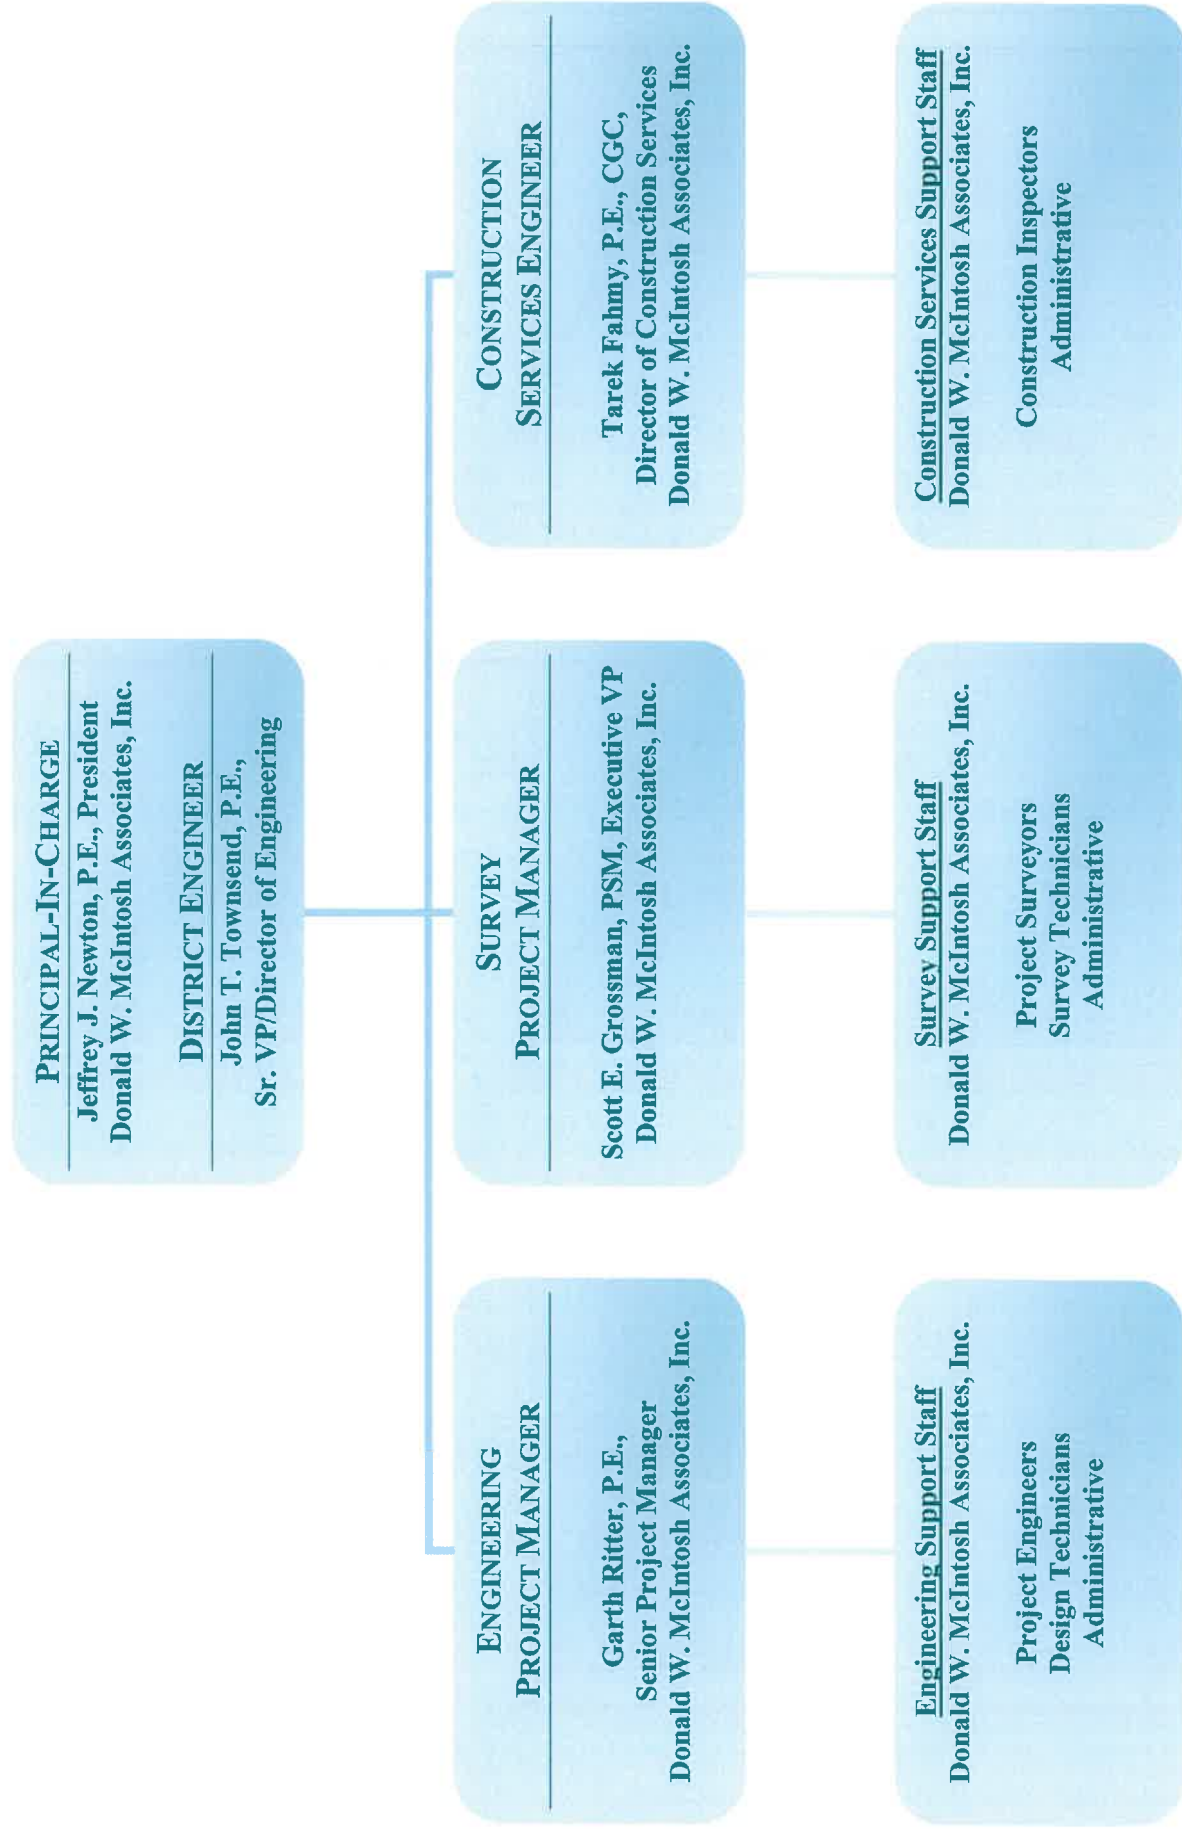 PRINCIPAL-IN-CHARGE
Jeffrey J. Newton, P.E., President
Donald W. McIntosh Associates, Inc.
DISTRICT ENGINEER
John T. Townsend, P.E.,
Sr. VP/Director of Engineering
ENGINEERING
PROJECT MANAGER
Garth Ritter, P.E.,
Senior Project Manager
Donald W. McIntosh Associates, Inc.
SURVEY
PROJECT MANAGER
Scott E. Grossman, PSM, Executive VP
Donald W. McIntosh Associates, Inc.
CONSTRUCTION
SERVICES ENGINEER
Tarek Fahmy, P.E., CGC,
Director of Construction Services
Donald W. McIntosh Associates, Inc.
Engineering Support Staff
Donald W. McIntosh Associates, Inc.
Project Engineers
Design Technicians
Administrative
Survey Support Staff
Donald W. McIntosh Associates, Inc.
Project Surveyors
Survey Technicians
Administrative
Construction Services Support Staff
Donald W. McIntosh Associates, Inc.
Construction Inspectors
Administrative